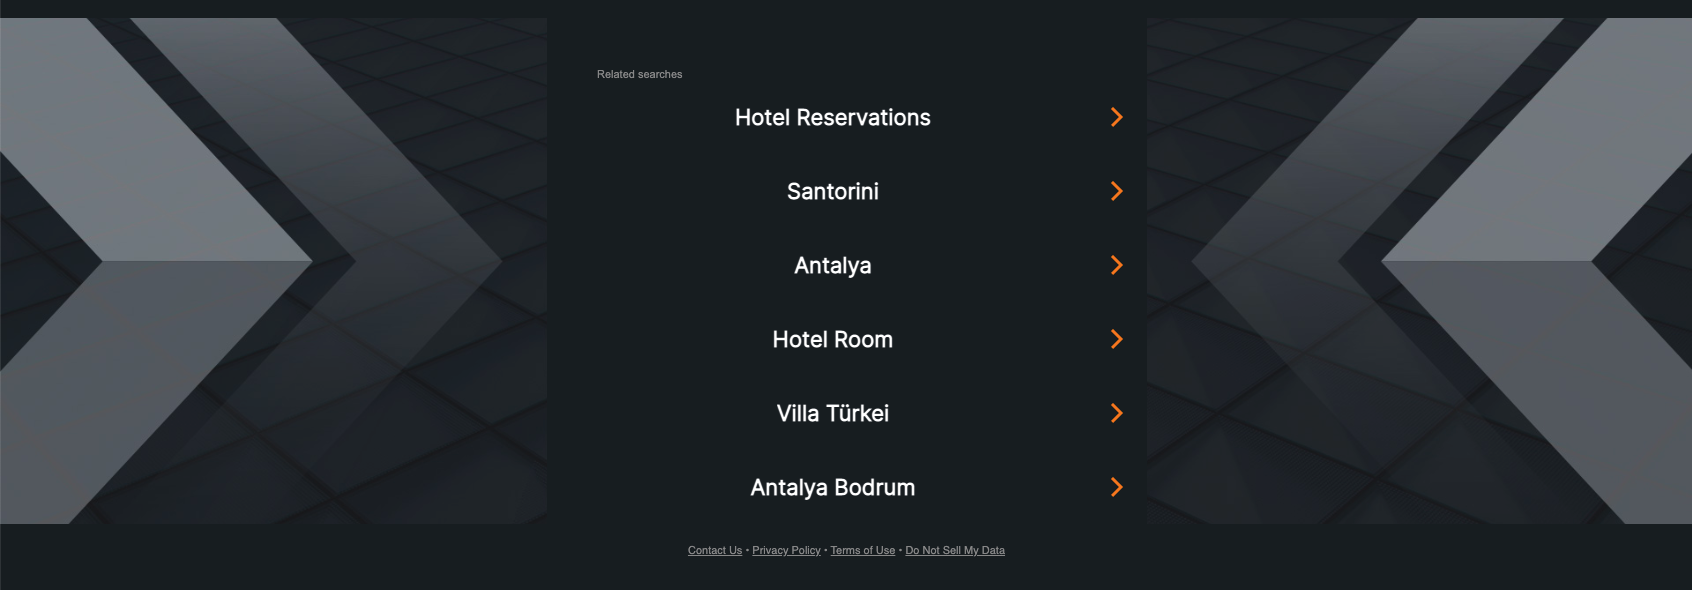 Related searches
Hotel Reservations
Santorini
Antalya
Hotel Room
Villa Türkei
Antalya Bodrum
Contact Us • Privacy Policy • Terms of Use • Do Not Sell My Data